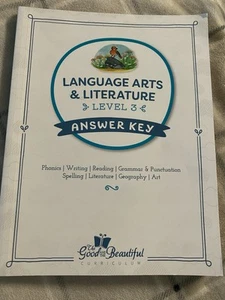 LANGUAGE ARTS
& LITERATURE
LEVEL 3
ANSWER KEY
Phonics | Writing | Reading | Grammar & Punctuation
Spelling | Literature | Geography | Art
The
Good and the Beautiful
CURRICULUM